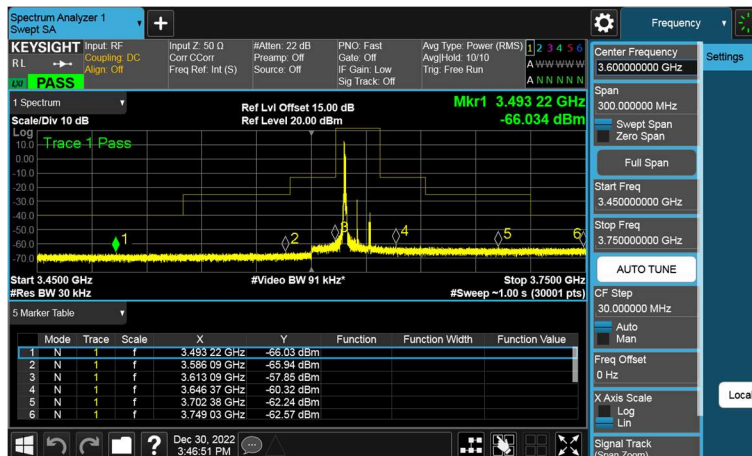 Spectrum Analyzer 1
Swept SA
Frequency
KEYSIGHT
RL
Input: RF
Coupling: DC
Align: Off
Input Z: 50 Ω
Corr CCorr
Freq Ref: Int (S)
#Atten: 22 dB
Preamp: Off
Source: Off
PNO: Fast
Gate: Off
IF Gain: Low
Sig Track: Off
Avg Type: Power (RMS)
Avg|Hold: 10/10
Trig: Free Run
1 2 3 4 5 6
A W W W W W
A N N N N N
LXI PASS
1 Spectrum
Scale/Div 10 dB
Ref Lvl Offset 15.00 dB
Ref Level 20.00 dBm
Mkr1 3.493 22 GHz
-66.034 dBm
Log
Trace 1 Pass
10.0
0.00
-10.0
-20.0
-30.0
-40.0
-50.0
-60.0
-70.0
1
2
3
4
5
6
Start 3.4500 GHz
#Res BW 30 kHz
#Video BW 91 kHz*
Stop 3.7500 GHz
#Sweep ~1.00 s (30001 pts)
5 Marker Table
Mode Trace Scale X Y Function Function Width Function Value
1 N 1 f 3.493 22 GHz -66.03 dBm
2 N 1 f 3.586 09 GHz -65.94 dBm
3 N 1 f 3.613 09 GHz -57.85 dBm
4 N 1 f 3.646 37 GHz -60.32 dBm
5 N 1 f 3.702 38 GHz -62.24 dBm
6 N 1 f 3.749 03 GHz -62.57 dBm
Dec 30, 2022
3:46:51 PM
Center Frequency
3.600000000 GHz
Settings
Span
300.000000 MHz
Swept Span
Zero Span
Full Span
Start Freq
3.450000000 GHz
Stop Freq
3.750000000 GHz
AUTO TUNE
CF Step
30.000000 MHz
Auto
Man
Freq Offset
0 Hz
X Axis Scale
Log
Lin
Local
Signal Track
(Span Zoom)